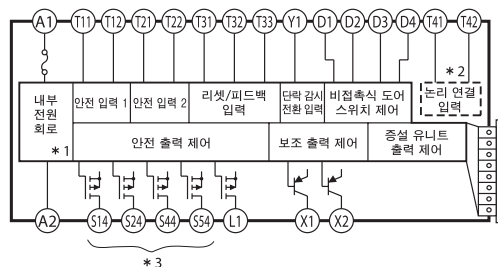 A1 T11 T12 T21 T22 T31 T32 T33 Y1 D1 D2 D3 D4 T41 T42
* 2
내부
전원
회로
* 1
안전 입력 1
안전 입력 2
리셋/피드백
입력
단락 감시
전환 입력
비접촉식 도어
스위치 제어
논리 연결
입력
안전 출력 제어
보조 출력 제어
증설 유니트
출력 제어
A2 S14 S24 S44 S54 L1 X1 X2
* 3